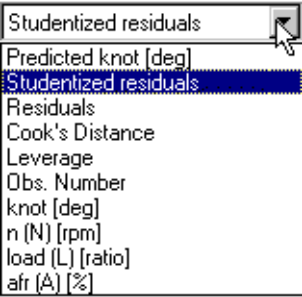 Studentized residuals
Predicted knot [deg]
Studentized residuals
Residuals
Cook's Distance
Leverage
Obs. Number
knot [deg]
n (N) [rpm]
load (L) [ratio]
afr (A) [%]